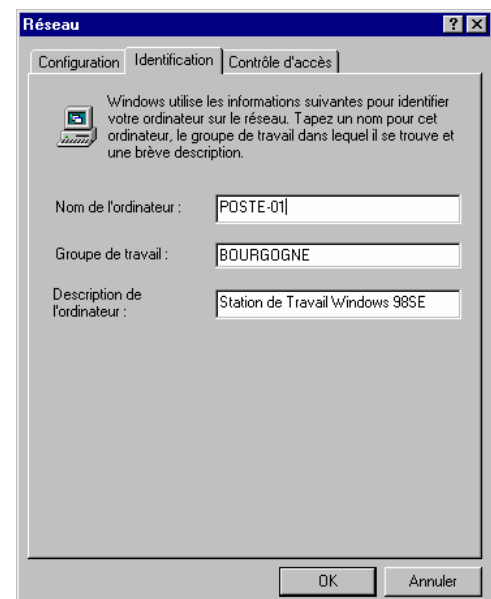 Réseau
Configuration Identification Contrôle d'accès
Windows utilise les informations suivantes pour identifier
votre ordinateur sur le réseau. Tapez un nom pour cet
ordinateur, le groupe de travail dans lequel il se trouve et
une brève description.
Nom de l'ordinateur : POSTE-01
Groupe de travail : BOURGOGNE
Description de
l'ordinateur : Station de Travail Windows 98SE
OK Annuler